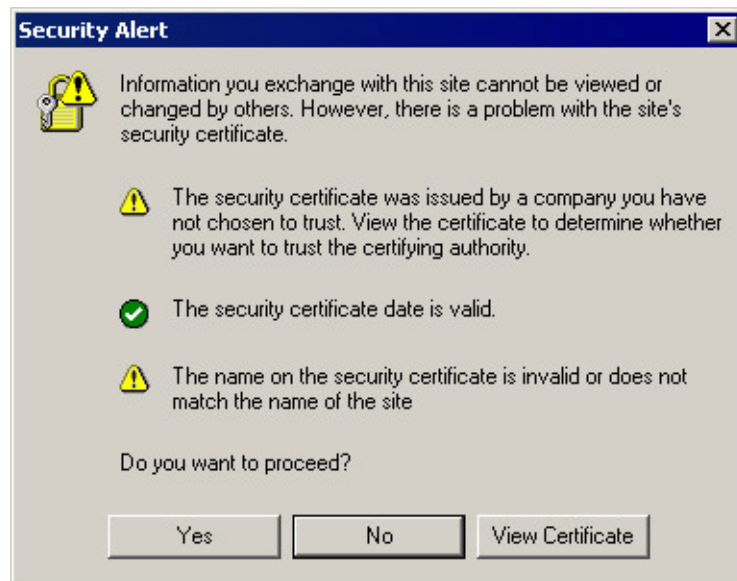 Security Alert
Information you exchange with this site cannot be viewed or
changed by others. However, there is a problem with the site's
security certificate.
The security certificate was issued by a company you have
not chosen to trust. View the certificate to determine whether
you want to trust the certifying authority.
The security certificate date is valid.
The name on the security certificate is invalid or does not
match the name of the site
Do you want to proceed?
Yes No View Certificate